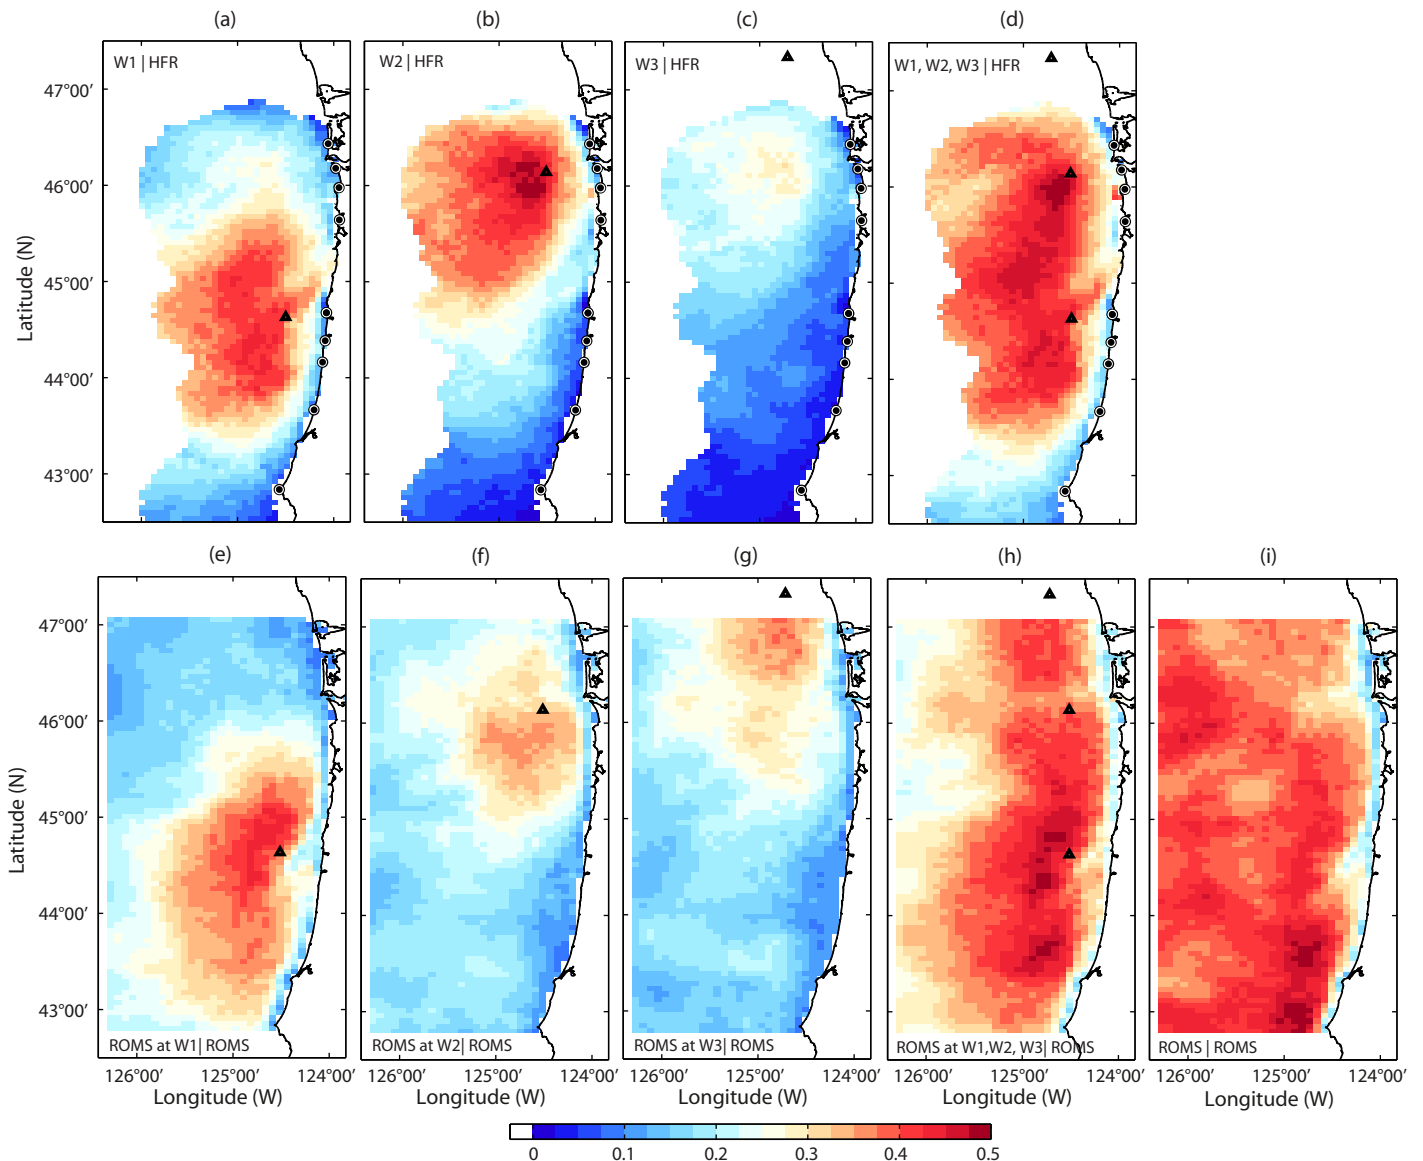 (a) (b) (c) (d)
W1 | HFR W2 | HFR W3 | HFR W1, W2, W3 | HFR
47°00′
46°00′
45°00′
44°00′
43°00′
Latitude (N)
(e) (f) (g) (h) (i)
47°00′
46°00′
45°00′
44°00′
43°00′
Latitude (N)
ROMS at W1| ROMS ROMS at W2| ROMS ROMS at W3| ROMS ROMS at W1,W2, W3| ROMS ROMS | ROMS
126°00′ 125°00′ 124°00′ 126°00′ 125°00′ 124°00′ 126°00′ 125°00′ 124°00′ 126°00′ 125°00′ 124°00′ 126°00′ 125°00′ 124°00′
Longitude (W) Longitude (W) Longitude (W) Longitude (W) Longitude (W)
0 0.1 0.2 0.3 0.4 0.5